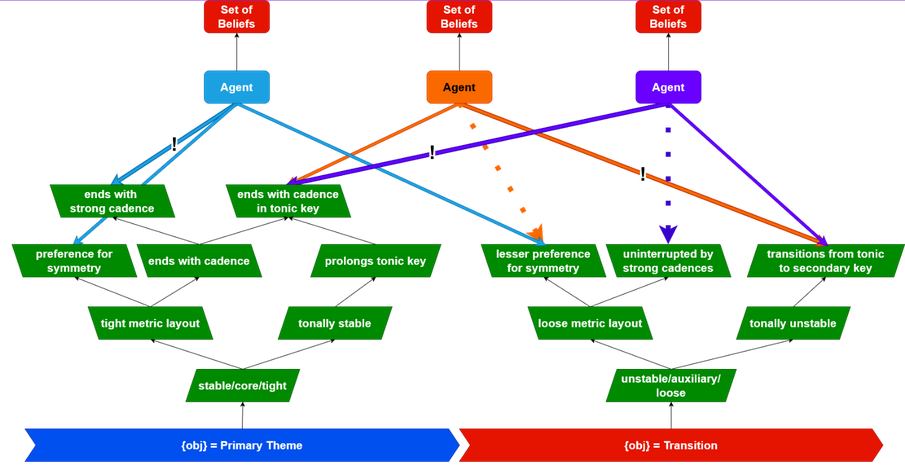 Set of
Beliefs
Set of
Beliefs
Set of
Beliefs
Agent
Agent
Agent
!
!
!
ends with
strong cadence
ends with cadence
in tonic key
preference for
symmetry
ends with cadence
prolongs tonic key
lesser preference
for symmetry
uninterrupted by
strong cadences
transitions from tonic
to secondary key
tight metric layout
tonally stable
loose metric layout
tonally unstable
stable/core/tight
unstable/auxiliary/
loose
{obj} = Primary Theme
{obj} = Transition